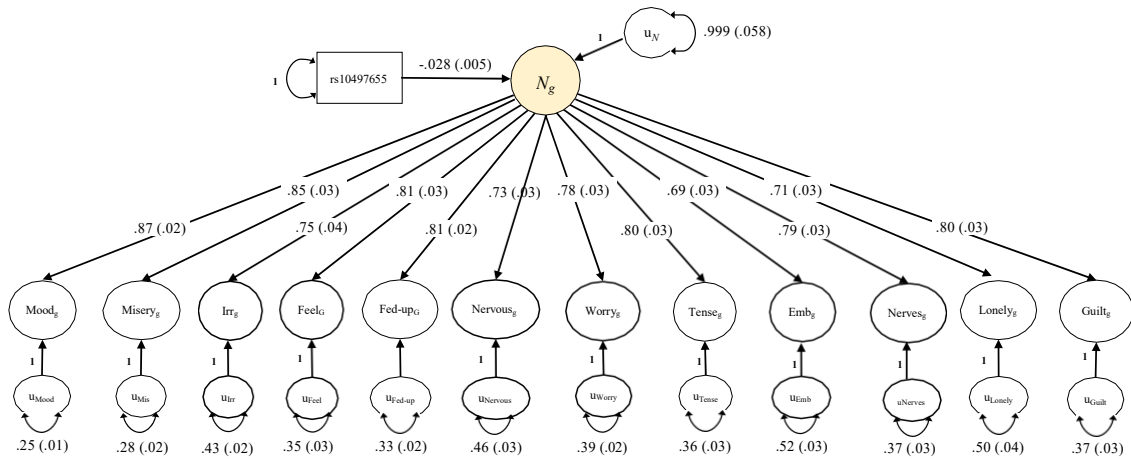 u_N
.999 (.058)
1
-.028 (.005)
1
rs10497655
N_g
.85 (.03)
.81 (.03)
.73 (.03)
.78 (.03)
.69 (.03)
.71 (.03)
.87 (.02)
.75 (.04)
.81 (.02)
.80 (.03)
.79 (.03)
.80 (.03)
Mood_g
Misery_g
Irr_g
Feel_G
Fed-up_G
Nervous_g
Worry_g
Tense_g
Emb_g
Nerves_g
Lonely_g
Guilt_g
1 1 1 1 1 1 1 1 1 1 1
u_Mood
u_Mis
u_Irr
u_Feel
u_Fed-up
u_Nervous
u_Worry
u_Tense
u_Emb
uNerves
u_Lonely
u_Guilt
.25 (.01)
.28 (.02)
.43 (.02)
.35 (.03)
.33 (.02)
.46 (.03)
.39 (.02)
.36 (.03)
.52 (.03)
.37 (.03)
.50 (.04)
.37 (.03)